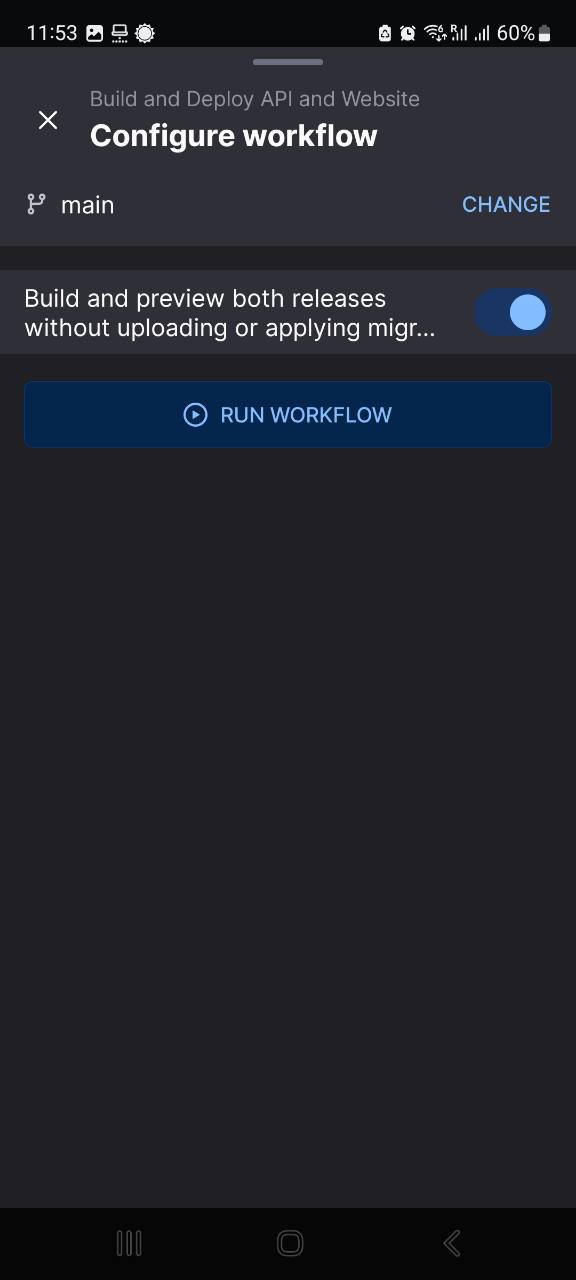 11:53
60%
Build and Deploy API and Website
Configure workflow
main
CHANGE
Build and preview both releases
without uploading or applying migr...
RUN WORKFLOW